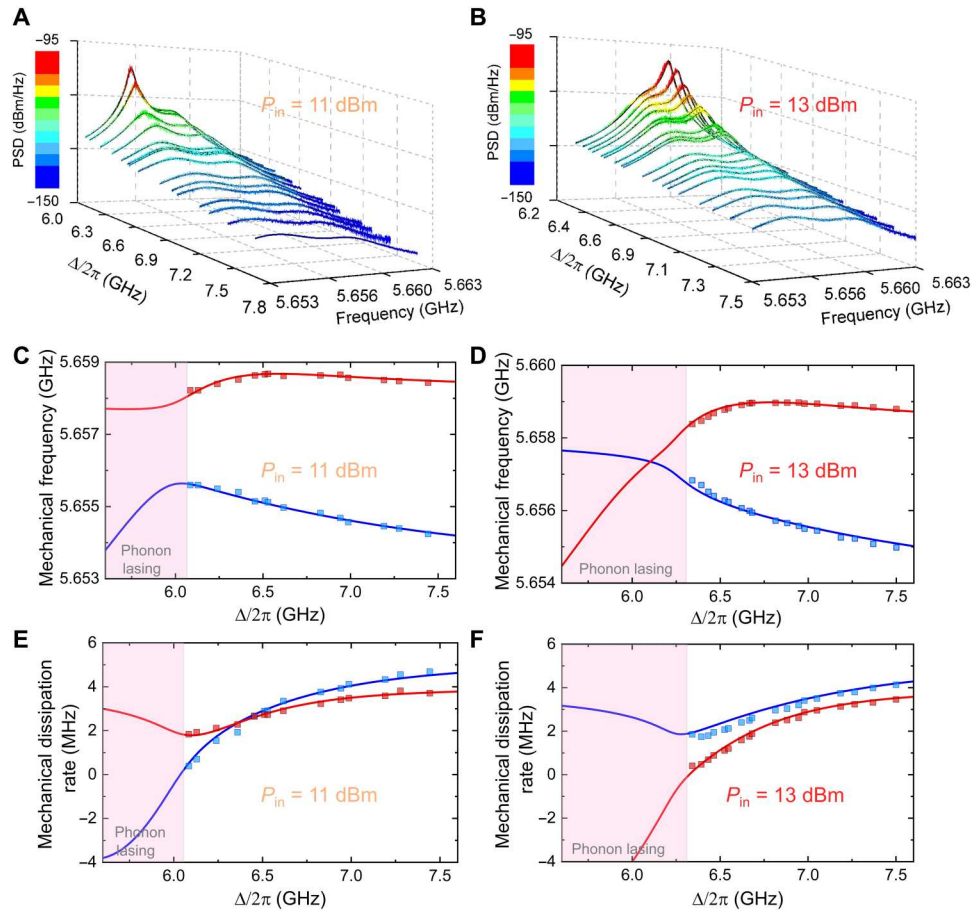 A
−95
PSD (dBm/Hz)
−150
P_in = 11 dBm
6.0
6.3
6.6
6.9
7.2
7.5
7.8
Δ/2π (GHz)
5.653
5.656
5.660
5.663
Frequency (GHz)
B
−95
PSD (dBm/Hz)
−150
P_in = 13 dBm
6.2
6.4
6.6
6.9
7.1
7.3
7.5
Δ/2π (GHz)
5.653
5.656
5.660
5.663
Frequency (GHz)
C
Mechanical frequency (GHz)
5.659
5.657
5.655
5.653
P_in = 11 dBm
Phonon
lasing
6.0
6.5
7.0
7.5
Δ/2π (GHz)
D
Mechanical frequency (GHz)
5.660
5.658
5.656
5.654
P_in = 13 dBm
Phonon lasing
6.0
6.5
7.0
7.5
Δ/2π (GHz)
E
Mechanical dissipation
rate (MHz)
6
4
2
0
−2
−4
P_in = 11 dBm
Phonon
lasing
6.0
6.5
7.0
7.5
Δ/2π (GHz)
F
Mechanical dissipation
rate (MHz)
6
4
2
0
−2
−4
P_in = 13 dBm
Phonon lasing
6.0
6.5
7.0
7.5
Δ/2π (GHz)